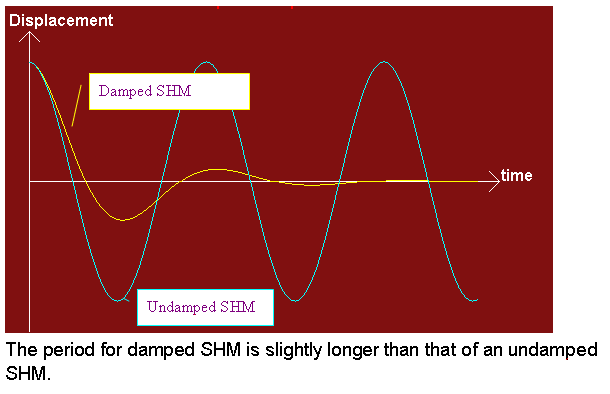 Displacement
Damped SHM
time
Undamped SHM
The period for damped SHM is slightly longer than that of an undamped
SHM.